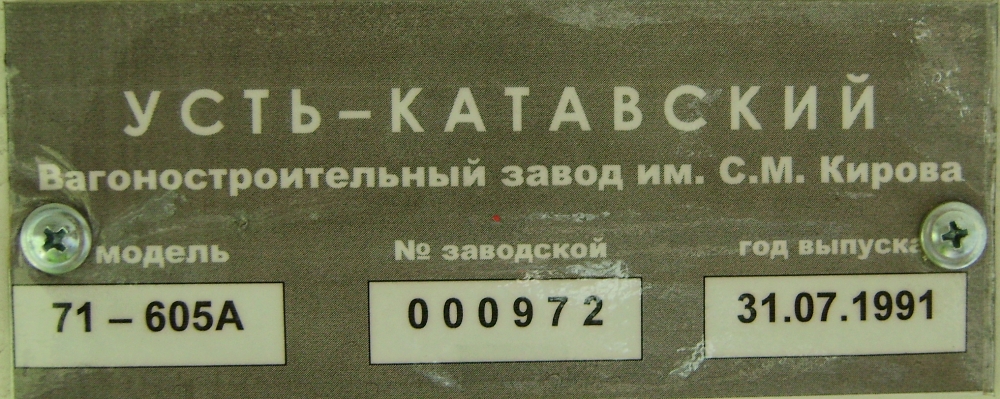 УСТЬ–КАТАВСКИЙ
Вагоностроительный завод им. С.М. Кирова
модель № заводской год выпуска
71 – 605А 000972 31.07.1991